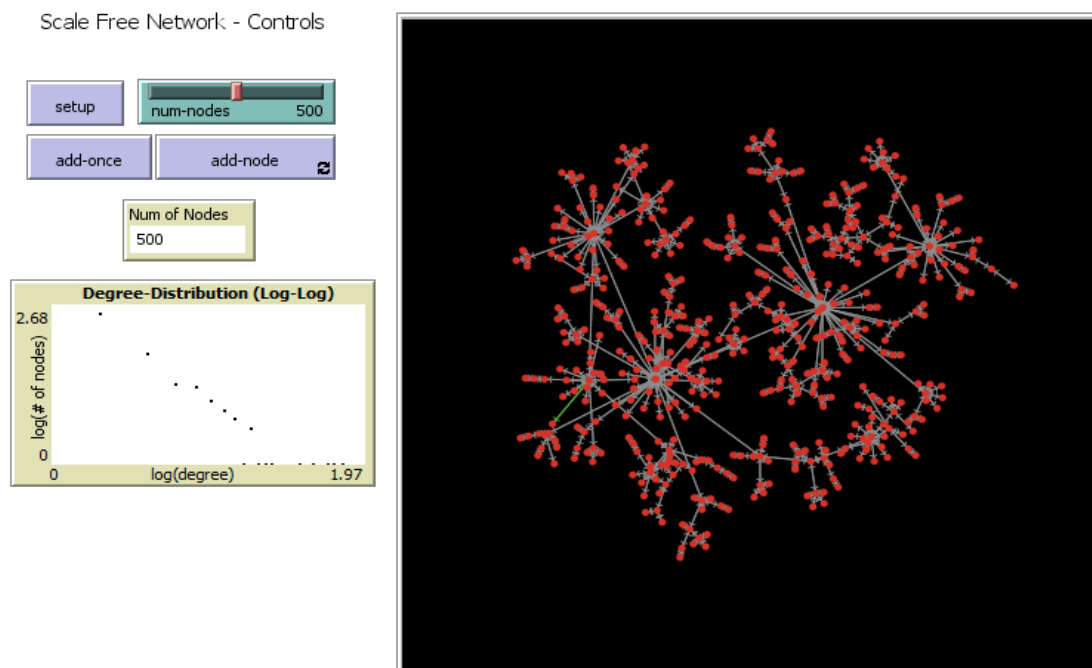 Scale Free Network - Controls
setup
num-nodes 500
add-once
add-node
Num of Nodes
500
Degree-Distribution (Log-Log)
2.68
log(# of nodes)
0
0
log(degree)
1.97